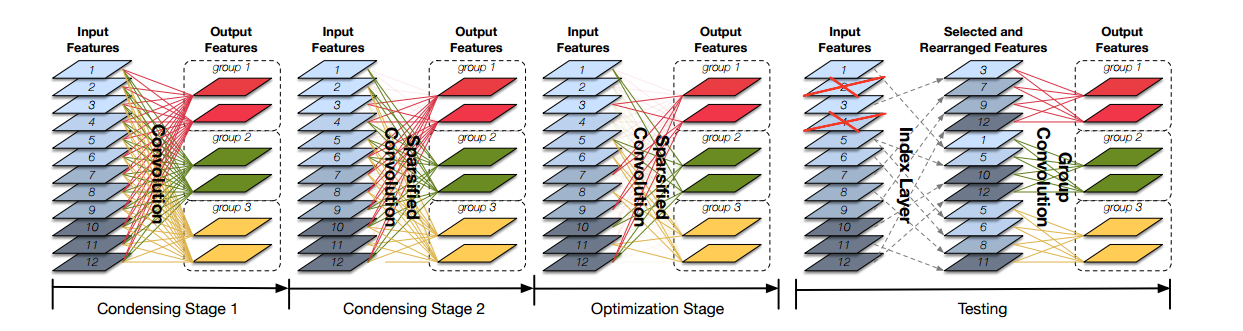 Input
Features
Output
Features
1
2
3
4
5
6
7
8
9
10
11
12
Convolution
group 1
group 2
group 3
Condensing Stage 1
Input
Features
Output
Features
1
2
3
4
5
6
7
8
9
10
11
12
Sparsified
Convolution
group 1
group 2
group 3
Condensing Stage 2
Input
Features
Output
Features
1
2
3
4
5
6
7
8
9
10
11
12
Sparsified
Convolution
group 1
group 2
group 3
Optimization Stage
Input
Features
Selected and
Rearranged Features
Output
Features
1
2
3
4
5
6
7
8
9
10
11
12
Index Layer
3
7
9
12
1
5
10
12
5
6
8
11
Group
Convolution
group 1
group 2
group 3
Testing